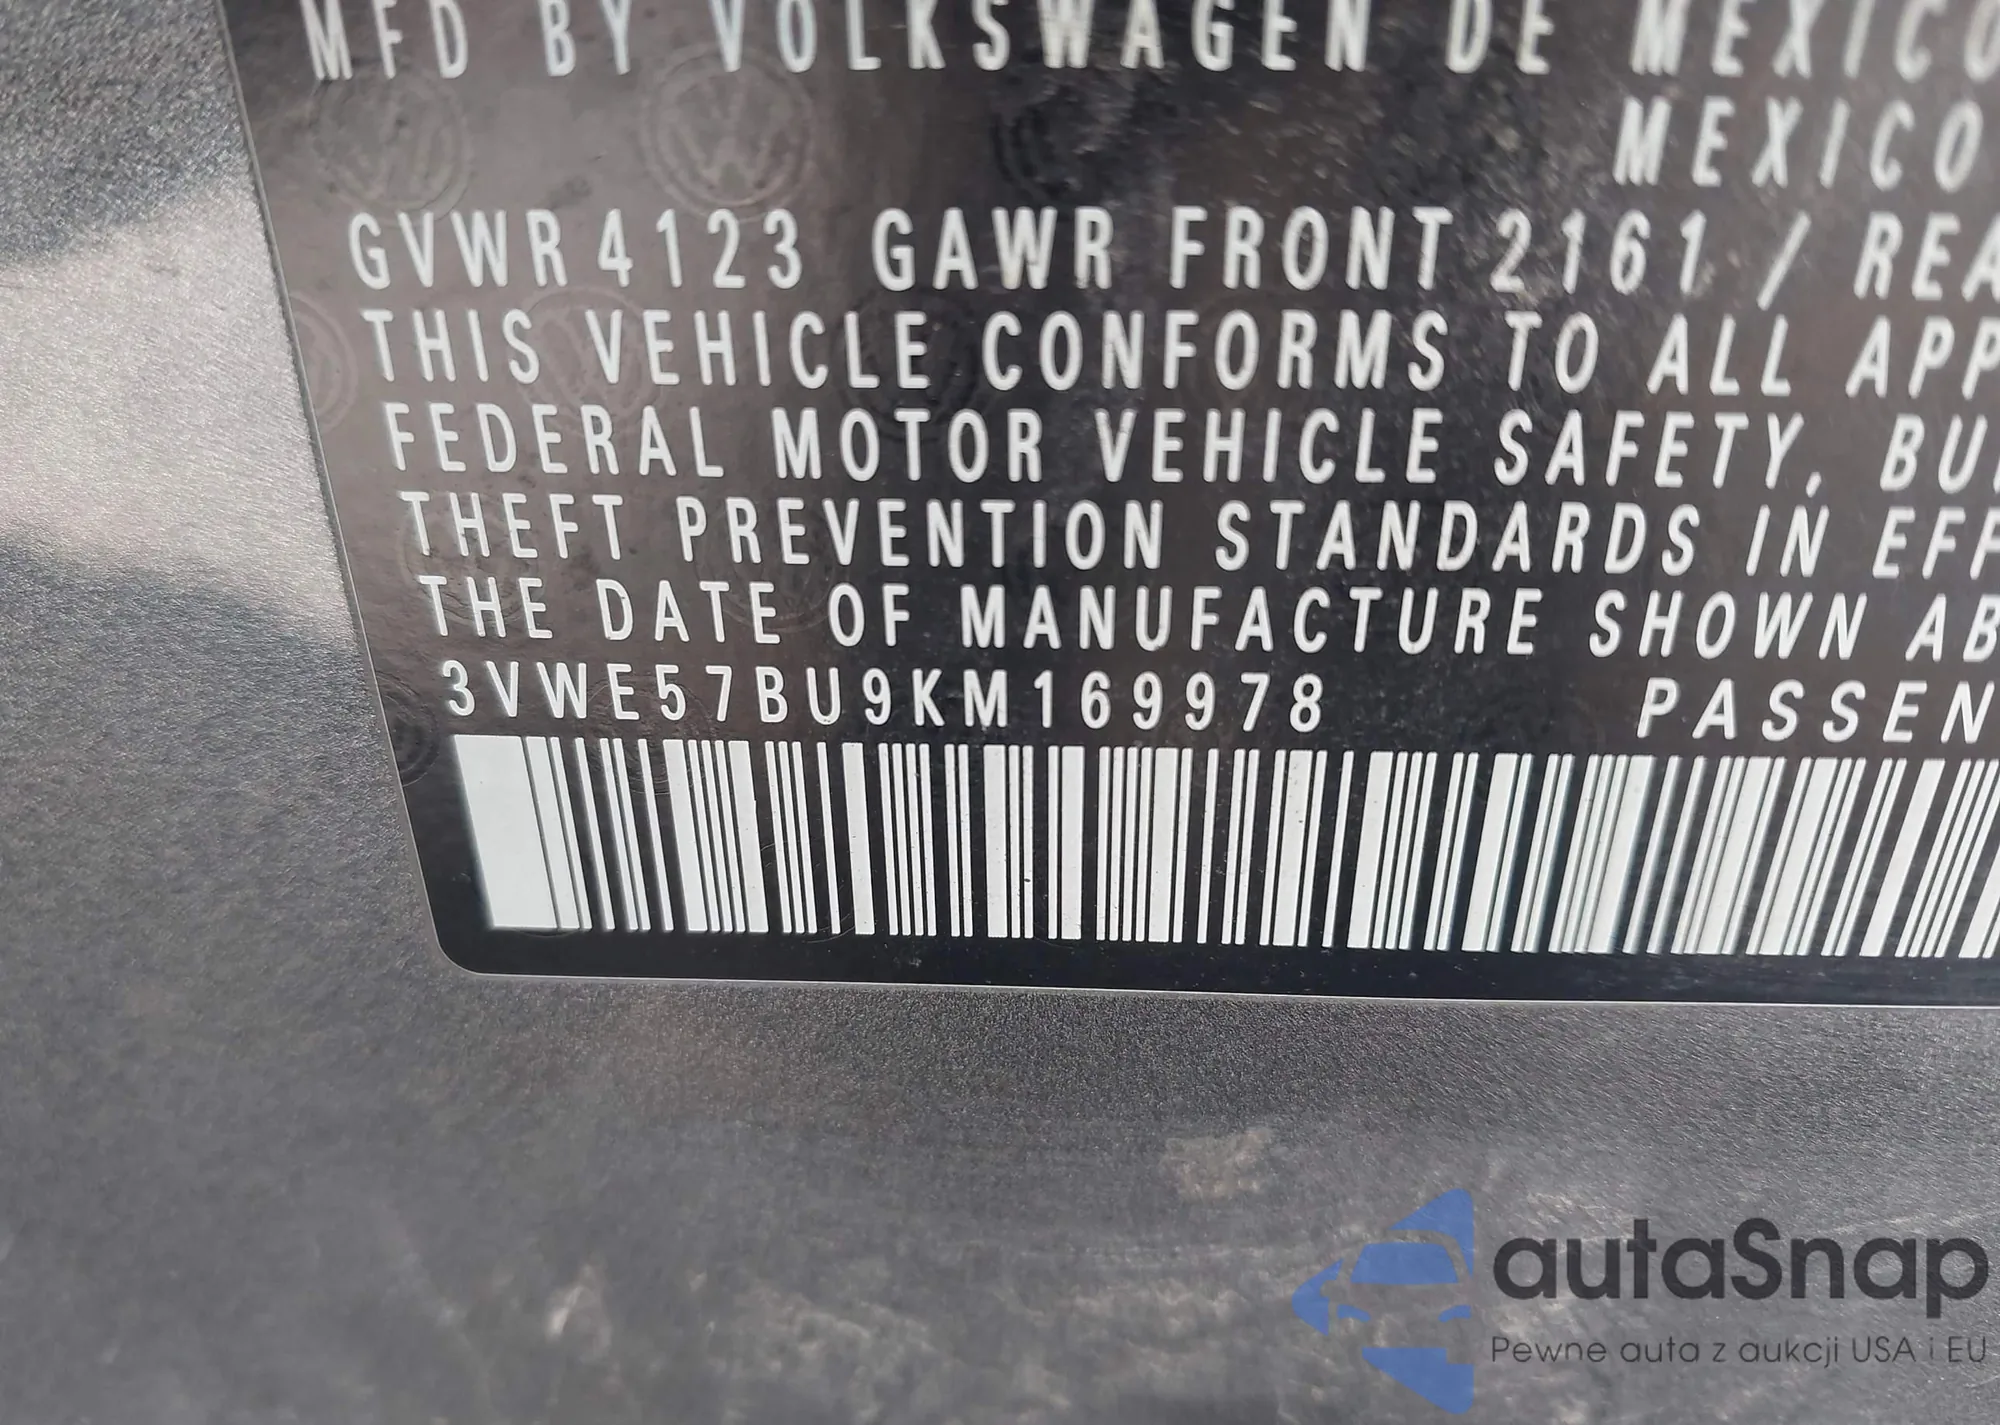 MFD BY VOLKSWAGEN DE MEXICO
MEXICO
GVWR 4123 GAWR FRONT 2161 / REA
THIS VEHICLE CONFORMS TO ALL APP
FEDERAL MOTOR VEHICLE SAFETY, BU
THEFT PREVENTION STANDARDS IN EFF
THE DATE OF MANUFACTURE SHOWN AB
3VWE57BU9KM169978 PASSEN
autaSnap
Pewne auta z aukcji USA i EU